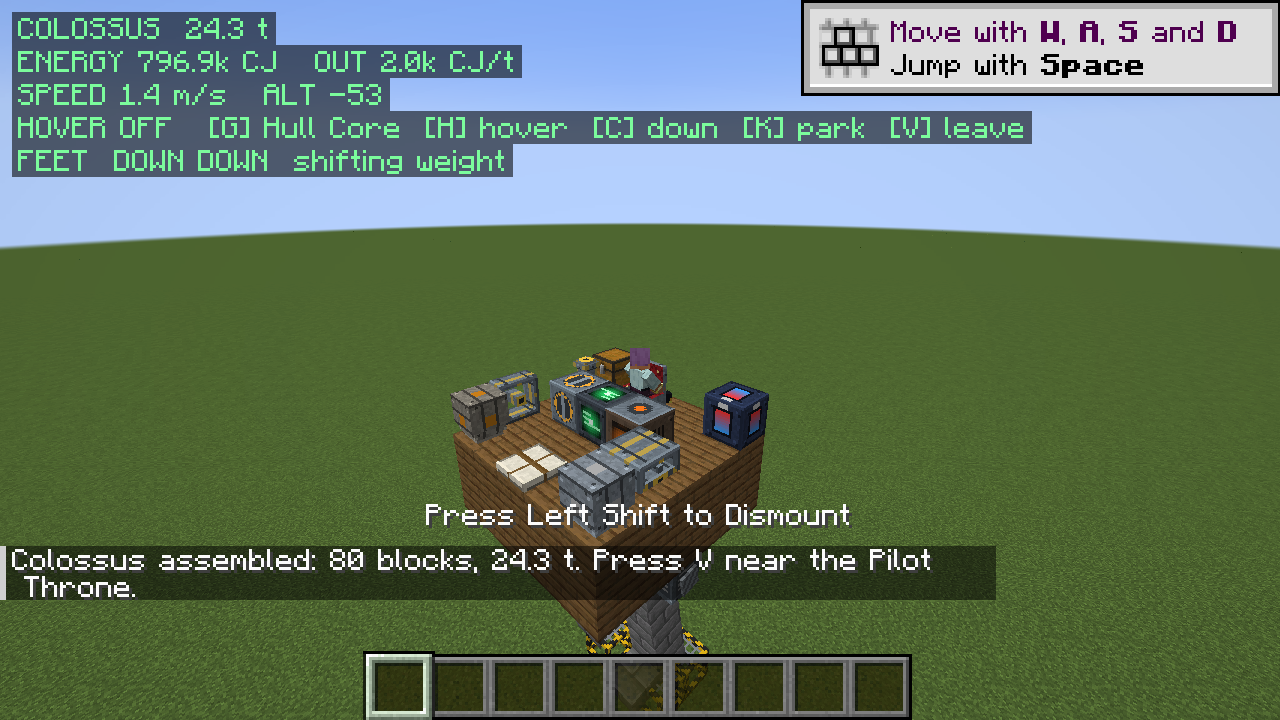 COLOSSUS 24.3 t
ENERGY 796.9k CJ OUT 2.0k CJ/t
SPEED 1.4 m/s ALT -53
HOVER OFF [G] Hull Core [H] hover [C] down [K] park [V] leave
FEET DOWN DOWN shifting weight
Move with W, A, S and D
Jump with Space
Press Left Shift to Dismount
Colossus assembled: 80 blocks, 24.3 t. Press V near the Pilot
Throne.